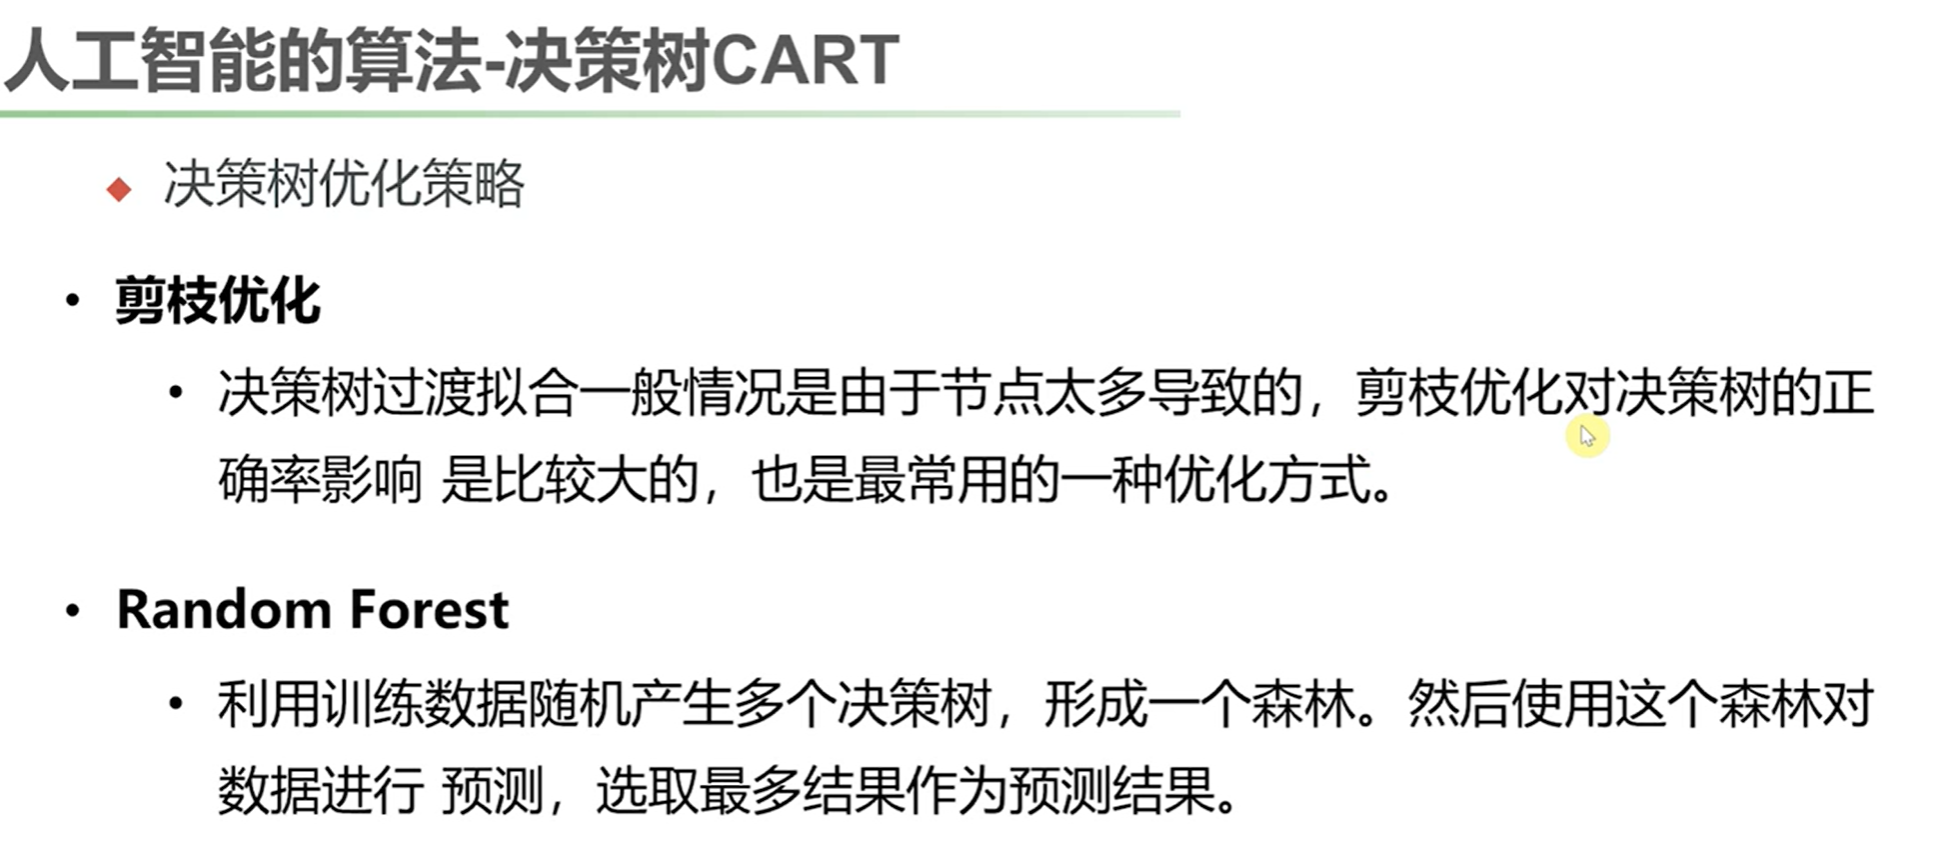 人工智能的算法-决策树CART
决策树优化策略
剪枝优化
决策树过渡拟合一般情况是由于节点太多导致的，剪枝优化对决策树的正
确率影响 是比较大的，也是最常用的一种优化方式。
Random Forest
利用训练数据随机产生多个决策树，形成一个森林。然后使用这个森林对
数据进行 预测，选取最多结果作为预测结果。